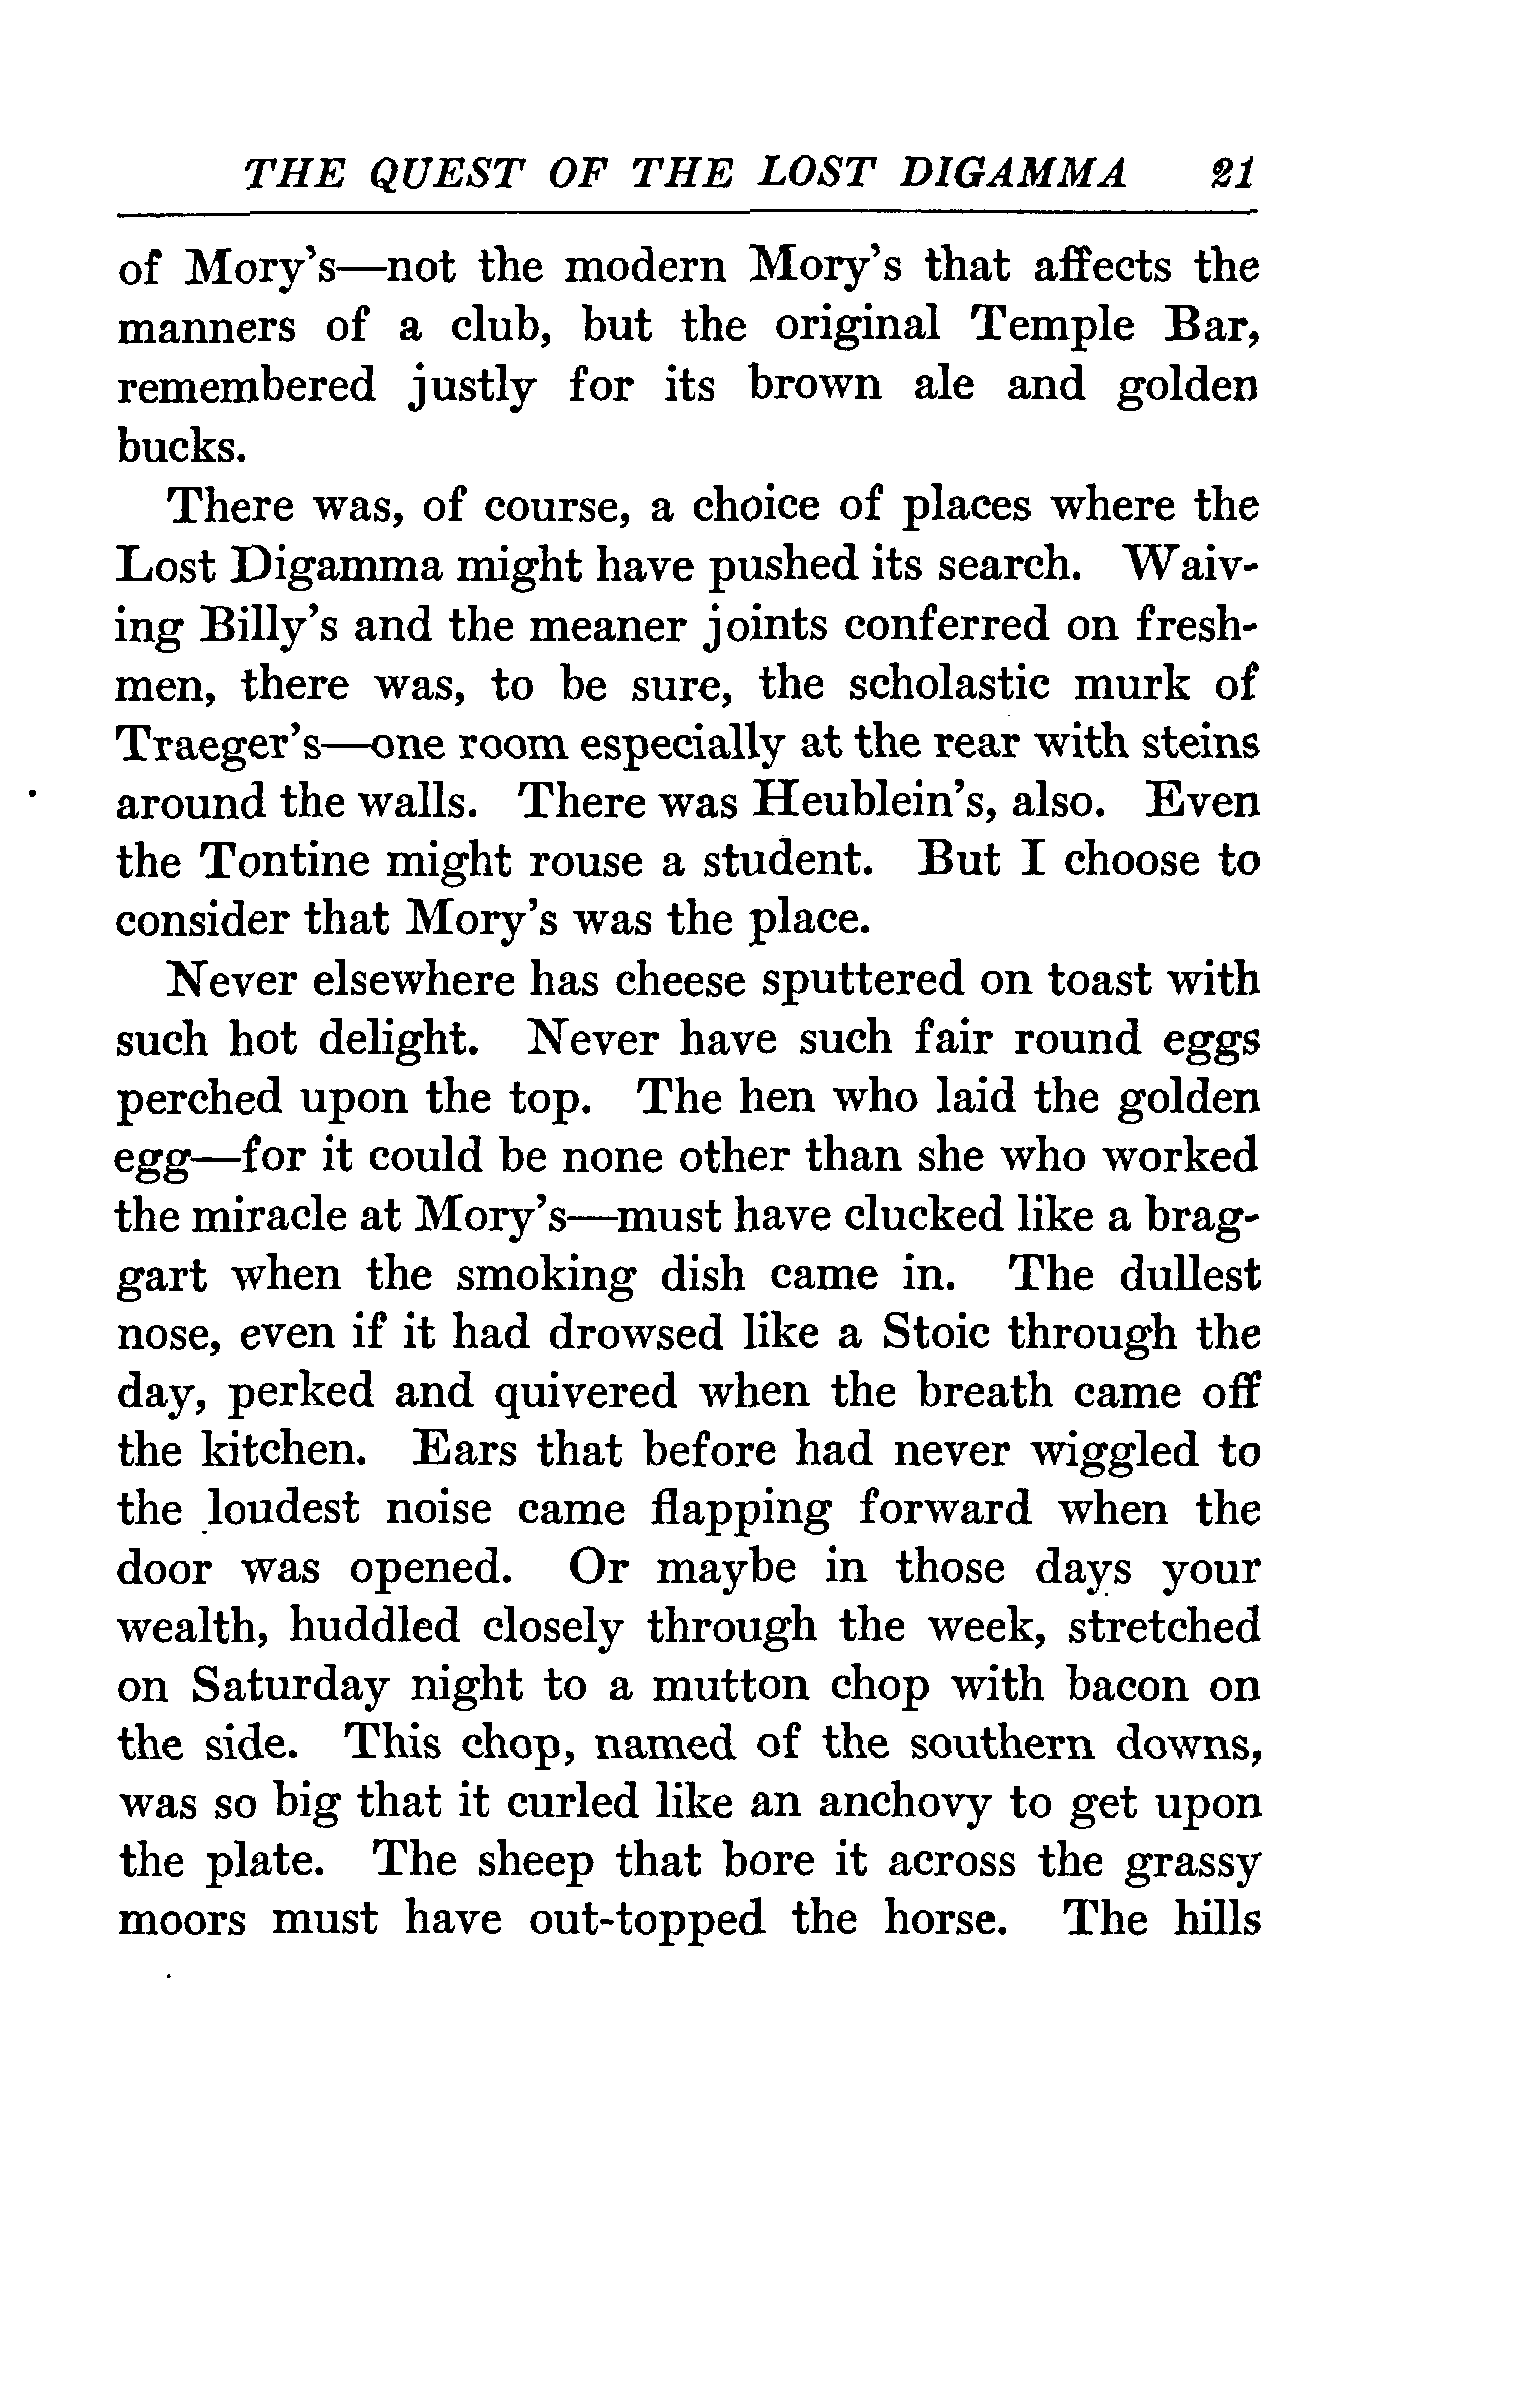 THE QUEST OF THE LOST DIGAMMA 21
of Mory's—not the modern Mory's that affects the
manners of a club, but the original Temple Bar,
remembered justly for its brown ale and golden
bucks.
There was, of course, a choice of places where the
Lost Digamma might have pushed its search. Waiv-
ing Billy's and the meaner joints conferred on fresh-
men, there was, to be sure, the scholastic murk of
Traeger's—one room especially at the rear with steins
around the walls. There was Heublein's, also. Even
the Tontine might rouse a student. But I choose to
consider that Mory's was the place.
Never elsewhere has cheese sputtered on toast with
such hot delight. Never have such fair round eggs
perched upon the top. The hen who laid the golden
egg—for it could be none other than she who worked
the miracle at Mory's—must have clucked like a brag-
gart when the smoking dish came in. The dullest
nose, even if it had drowsed like a Stoic through the
day, perked and quivered when the breath came off
the kitchen. Ears that before had never wiggled to
the loudest noise came flapping forward when the
door was opened. Or maybe in those days your
wealth, huddled closely through the week, stretched
on Saturday night to a mutton chop with bacon on
the side. This chop, named of the southern downs,
was so big that it curled like an anchovy to get upon
the plate. The sheep that bore it across the grassy
moors must have out-topped the horse. The hills